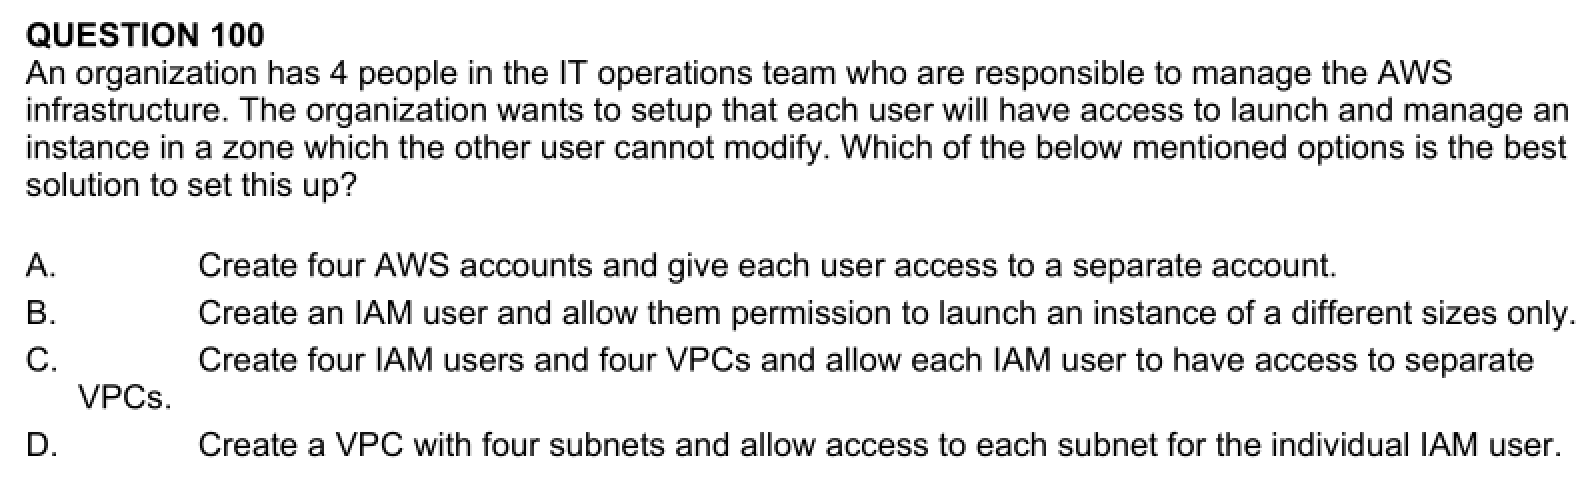 QUESTION 100
An organization has 4 people in the IT operations team who are responsible to manage the AWS
infrastructure. The organization wants to setup that each user will have access to launch and manage an
instance in a zone which the other user cannot modify. Which of the below mentioned options is the best
solution to set this up?
A. Create four AWS accounts and give each user access to a separate account.
B. Create an IAM user and allow them permission to launch an instance of a different sizes only.
C. Create four IAM users and four VPCs and allow each IAM user to have access to separate
VPCs.
D. Create a VPC with four subnets and allow access to each subnet for the individual IAM user.